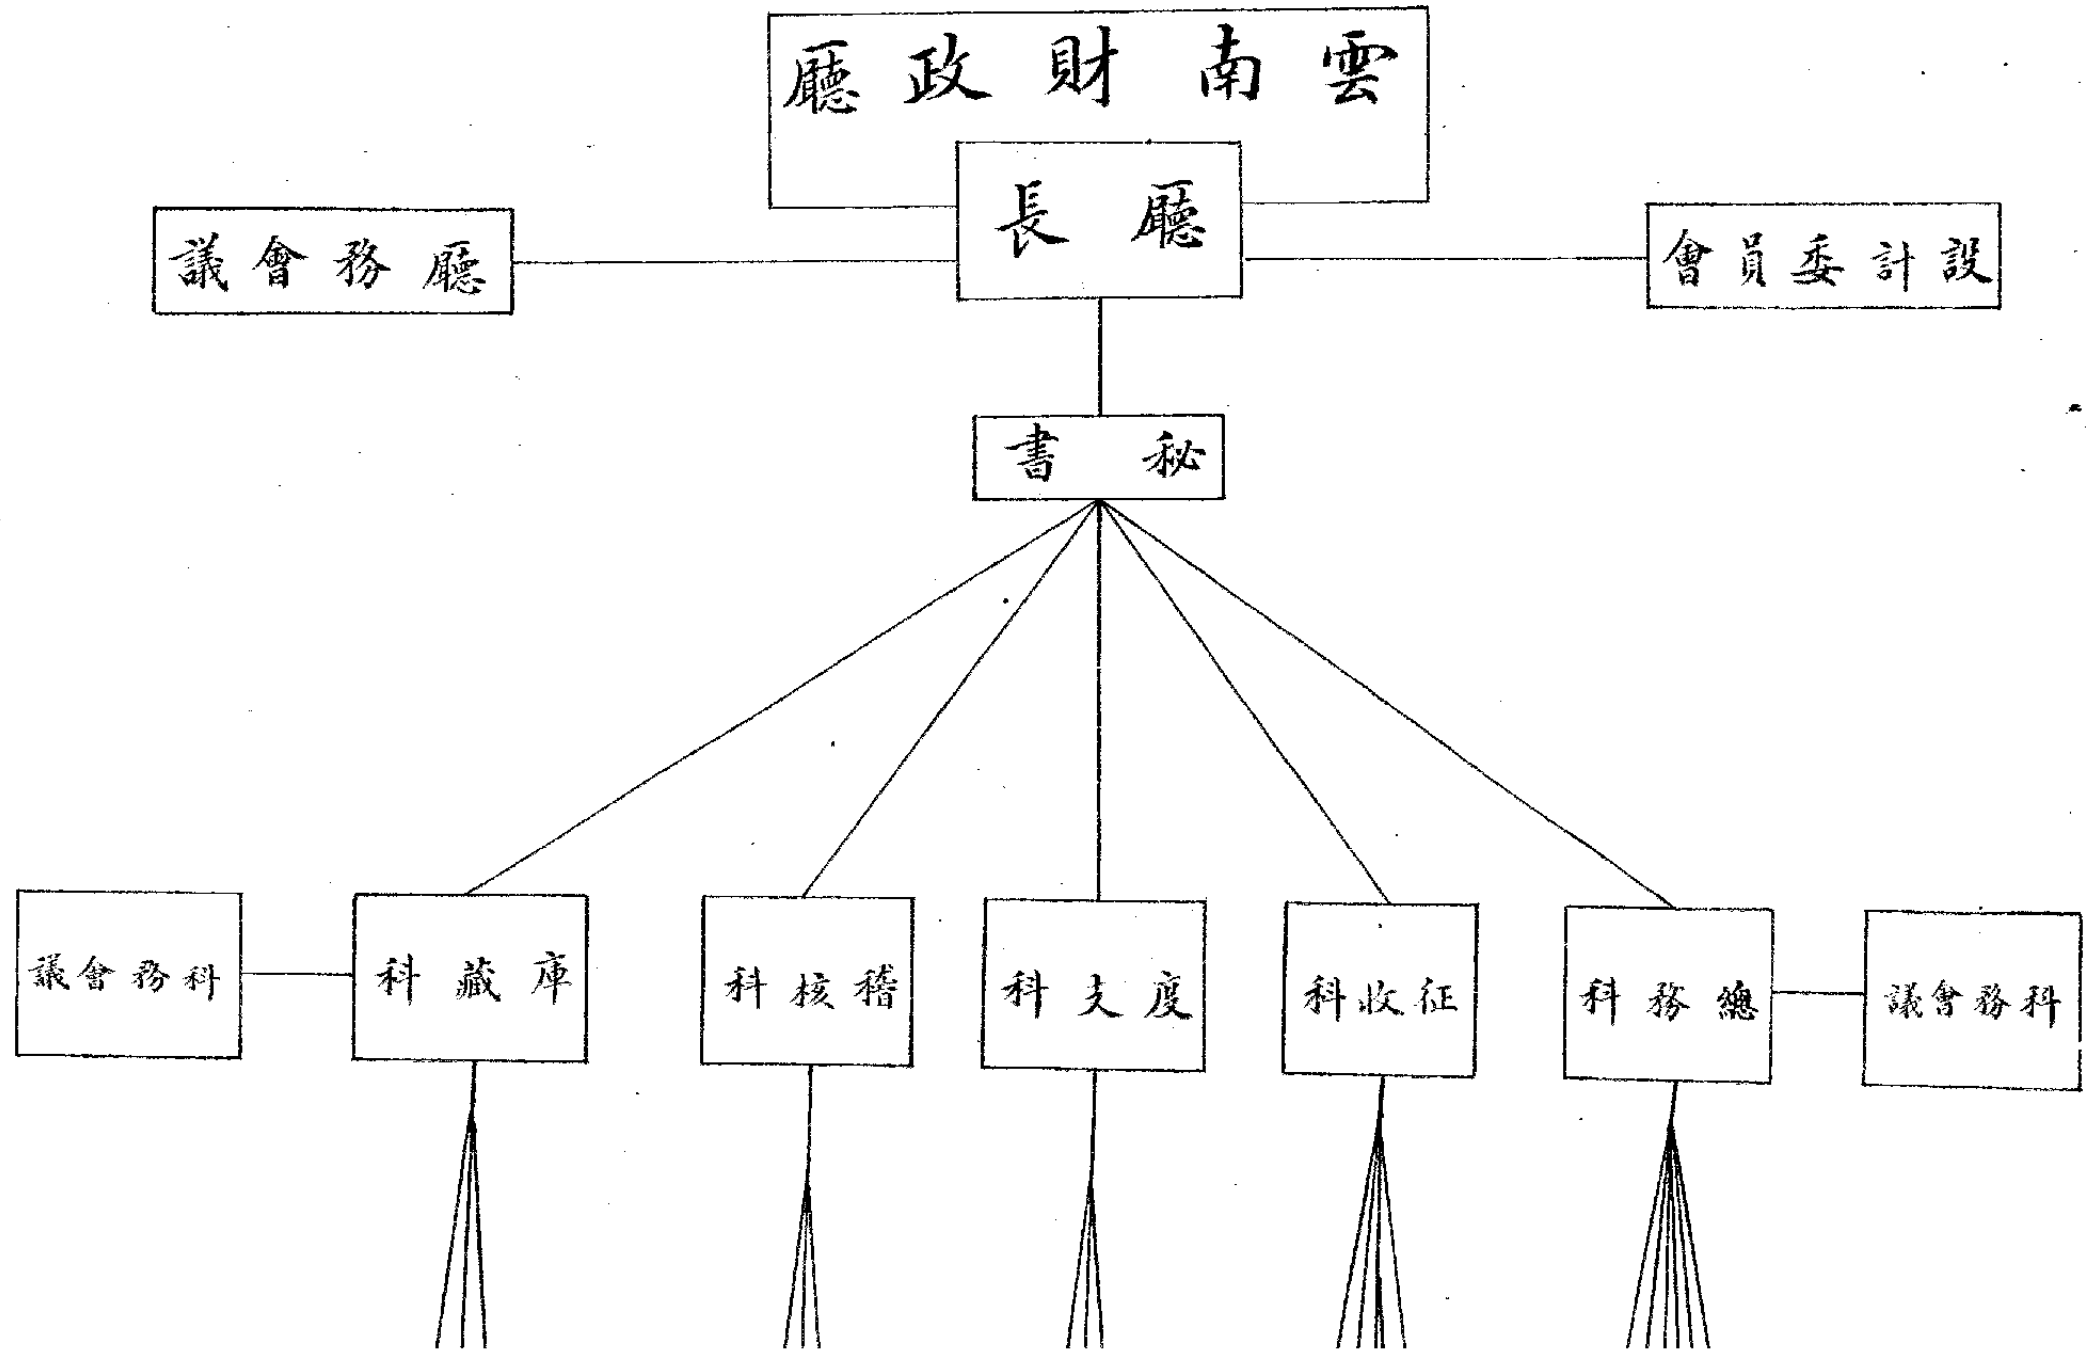 雲南財政廳
廳長
設計委員會
廳務會議
秘書
科務會議
總務科
征收科
度支科
稽核科
庫藏科
科務會議